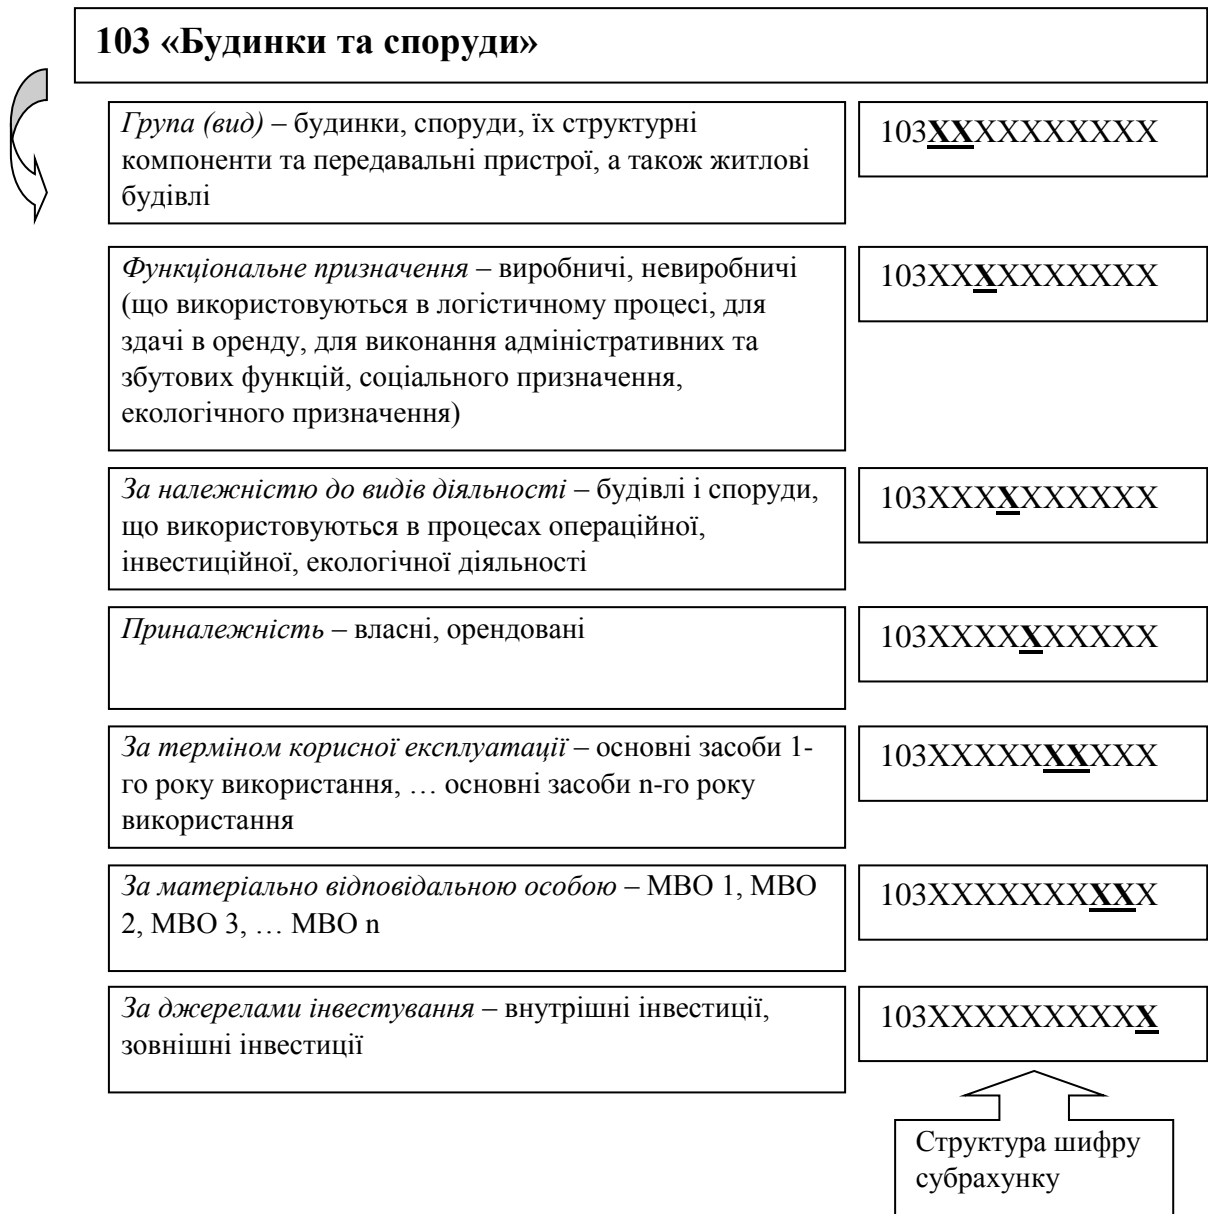 103 «Будинки та споруди»
Група (вид) – будинки, споруди, їх структурні
компоненти та передавальні пристрої, а також житлові
будівлі
103XXXXXXXXXX
Функціональне призначення – виробничі, невиробничі
(що використовуються в логістичному процесі, для
здачі в оренду, для виконання адміністративних та
збутових функцій, соціального призначення,
екологічного призначення)
103XXXXXXXXXX
За належністю до видів діяльності – будівлі і споруди,
що використовуються в процесах операційної,
інвестиційної, екологічної діяльності
103XXXXXXXXXX
Приналежність – власні, орендовані
103XXXXXXXXXX
За терміном корисної експлуатації – основні засоби 1-
го року використання, … основні засоби n-го року
використання
103XXXXXXXXXX
За матеріально відповідальною особою – МВО 1, МВО
2, МВО 3, … МВО n
103XXXXXXXXXX
За джерелами інвестування – внутрішні інвестиції,
зовнішні інвестиції
103XXXXXXXXXX
Структура шифру
субрахунку